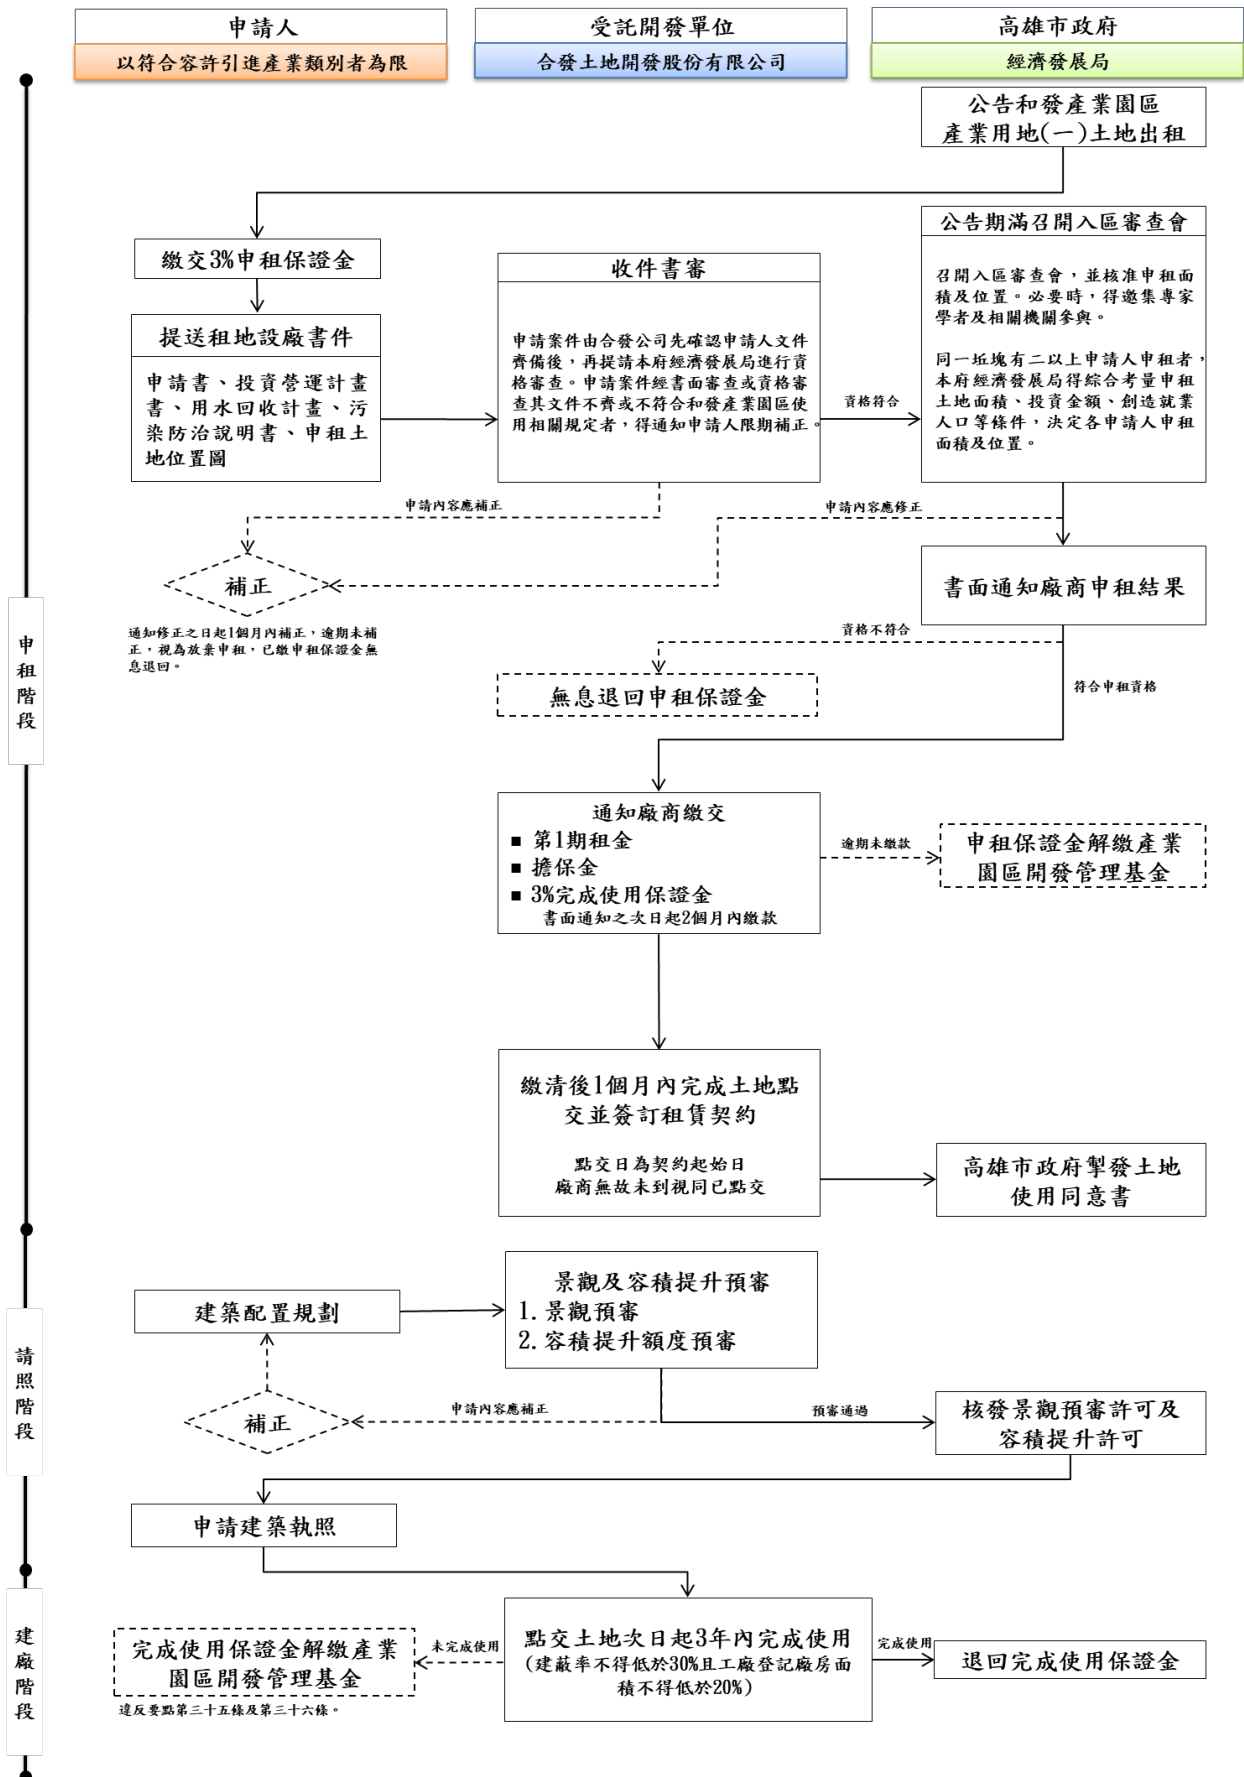 申請人
以符合容許引進產業類別者為限
受託開發單位
合發土地開發股份有限公司
高雄市政府
經濟發展局
公告和發產業園區
產業用地(一)土地出租
繳交3%申租保證金
提送租地設廠書件
申請書、投資營運計畫
書、用水回收計畫、污
染防治說明書、申租土
地位置圖
收件書審
申請案件由合發公司先確認申請人文件
齊備後，再提請本府經濟發展局進行資
格審查。申請案件經書面審查或資格審
查其文件不齊或不符合和發產業園區使
用相關規定者，得通知申請人限期補正。
資格符合
公告期滿召開入區審查會
召開入區審查會，並核准申租面
積及位置。必要時，得邀集專家
學者及相關機關參與。
同一坵塊有二以上申請人申租者，
本府經濟發展局得綜合考量申租
土地面積、投資金額、創造就業
人口等條件，決定各申請人申租
面積及位置。
申請內容應補正
申請內容應修正
補正
通知修正之日起1個月內補正，逾期未補
正，視為放棄申租，已繳申租保證金無
息退回。
書面通知廠商申租結果
資格不符合
無息退回申租保證金
符合申租資格
申租階段
通知廠商繳交
■ 第1期租金
■ 擔保金
■ 3%完成使用保證金
書面通知之次日起2個月內繳款
逾期未繳款
申租保證金解繳產業
園區開發管理基金
繳清後1個月內完成土地點
交並簽訂租賃契約
點交日為契約起始日
廠商無故未到視同已點交
高雄市政府掣發土地
使用同意書
請照階段
建築配置規劃
景觀及容積提升預審
1. 景觀預審
2. 容積提升額度預審
補正
申請內容應補正
預審通過
核發景觀預審許可及
容積提升許可
申請建築執照
建廠階段
完成使用保證金解繳產業
園區開發管理基金
違反要點第三十五條及第三十六條。
未完成使用
點交土地次日起3年內完成使用
(建蔽率不得低於30%且工廠登記廠房面
積不得低於20%)
完成使用
退回完成使用保證金